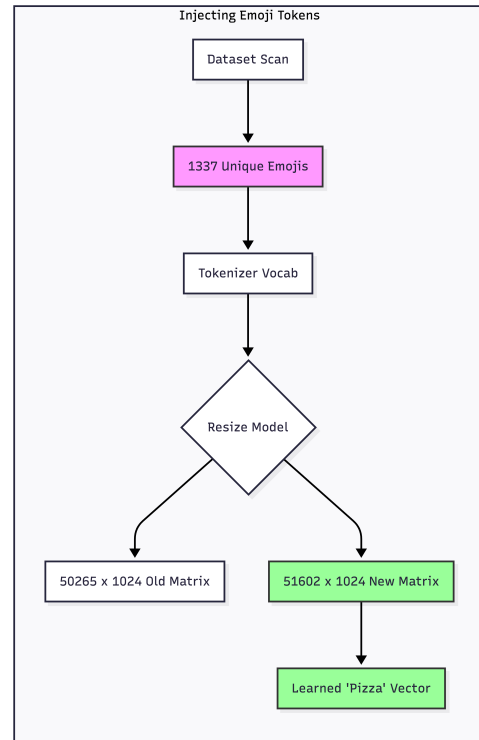 Injecting Emoji Tokens
Dataset Scan
1337 Unique Emojis
Tokenizer Vocab
Resize Model
50265 x 1024 Old Matrix
51602 x 1024 New Matrix
Learned 'Pizza' Vector